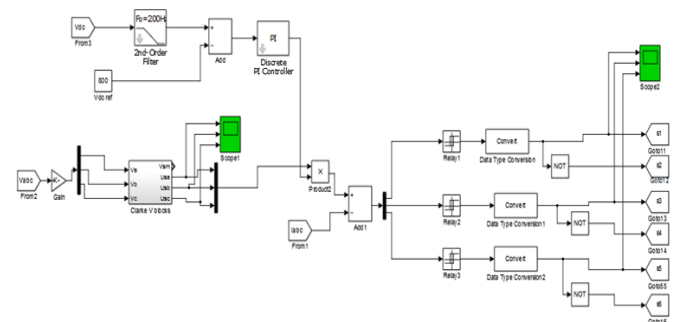 Vdc
From3
Fo=200Hz
2nd-Order
Filter
+
-
Add
PI
Discrete
PI Controller
800
Vdc ref
Scope1
Vabc
From2
K-
Gain
Va
Vb
Vc
Vsm
Usa
Usb
Usc
Clarke V blocks
×
Product2
Iabc
From1
+
-
Add1
Relay1
Convert
Data Type Conversion
NOT
Relay2
Convert
Data Type Conversion1
NOT
Relay3
Convert
Data Type Conversion2
NOT
Scope2
s1
Goto11
s2
Goto12
s3
Goto13
s4
Goto14
s5
Goto55
s6